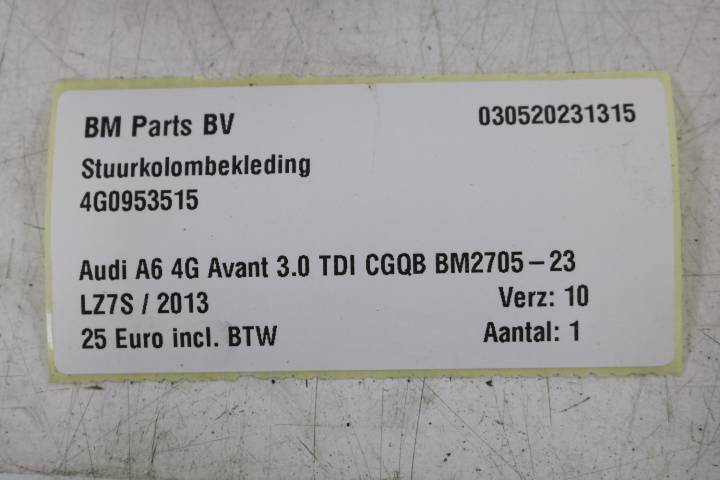 BM Parts BV 030520231315
Stuurkolombekleding
4G0953515
Audi A6 4G Avant 3.0 TDI CGQB BM2705-23
LZ7S / 2013 Verz: 10
25 Euro incl. BTW Aantal: 1